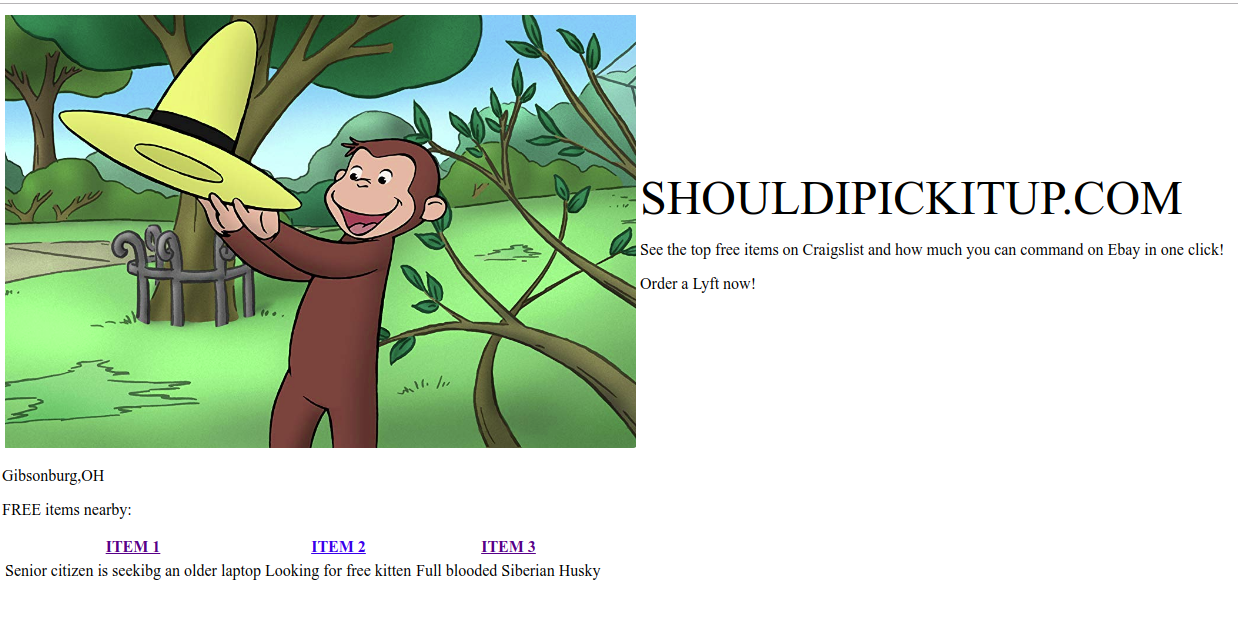 SHOULDIPICKITUP.COM
See the top free items on Craigslist and how much you can command on Ebay in one click!
Order a Lyft now!
Gibsonburg,OH
FREE items nearby:
ITEM 1 ITEM 2 ITEM 3
Senior citizen is seekibg an older laptop Looking for free kitten Full blooded Siberian Husky